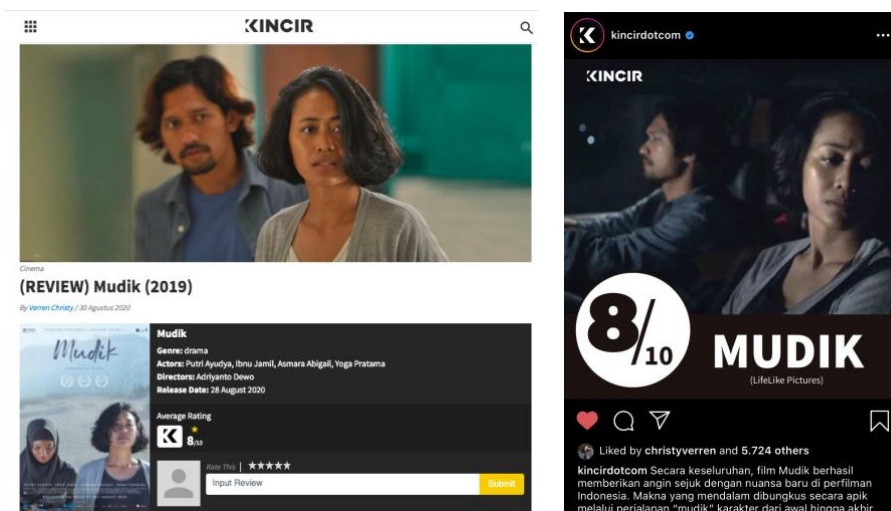 KINCIR
Cinema
(REVIEW) Mudik (2019)
By Verren Christy / 30 Agustus 2020
Mudik
Mudik
Genre: drama
Actors: Putri Ayudya, Ibnu Jamil, Asmara Abigail, Yoga Pratama
Directors: Adriyanto Dewo
Release Date: 28 August 2020
Average Rating
8/10
Rate This |
Input Review
Submit
kincirdotcom
KINCIR
8/10
MUDIK
(LifeLike Pictures)
Liked by christyverren and 5.724 others
kincirdotcom Secara keseluruhan, film Mudik berhasil
memberikan angin sejuk dengan nuansa baru di perfilman
Indonesia. Makna yang mendalam dibungkus secara apik
melalui perjalanan "mudik" karakter dari awal hingga akhir